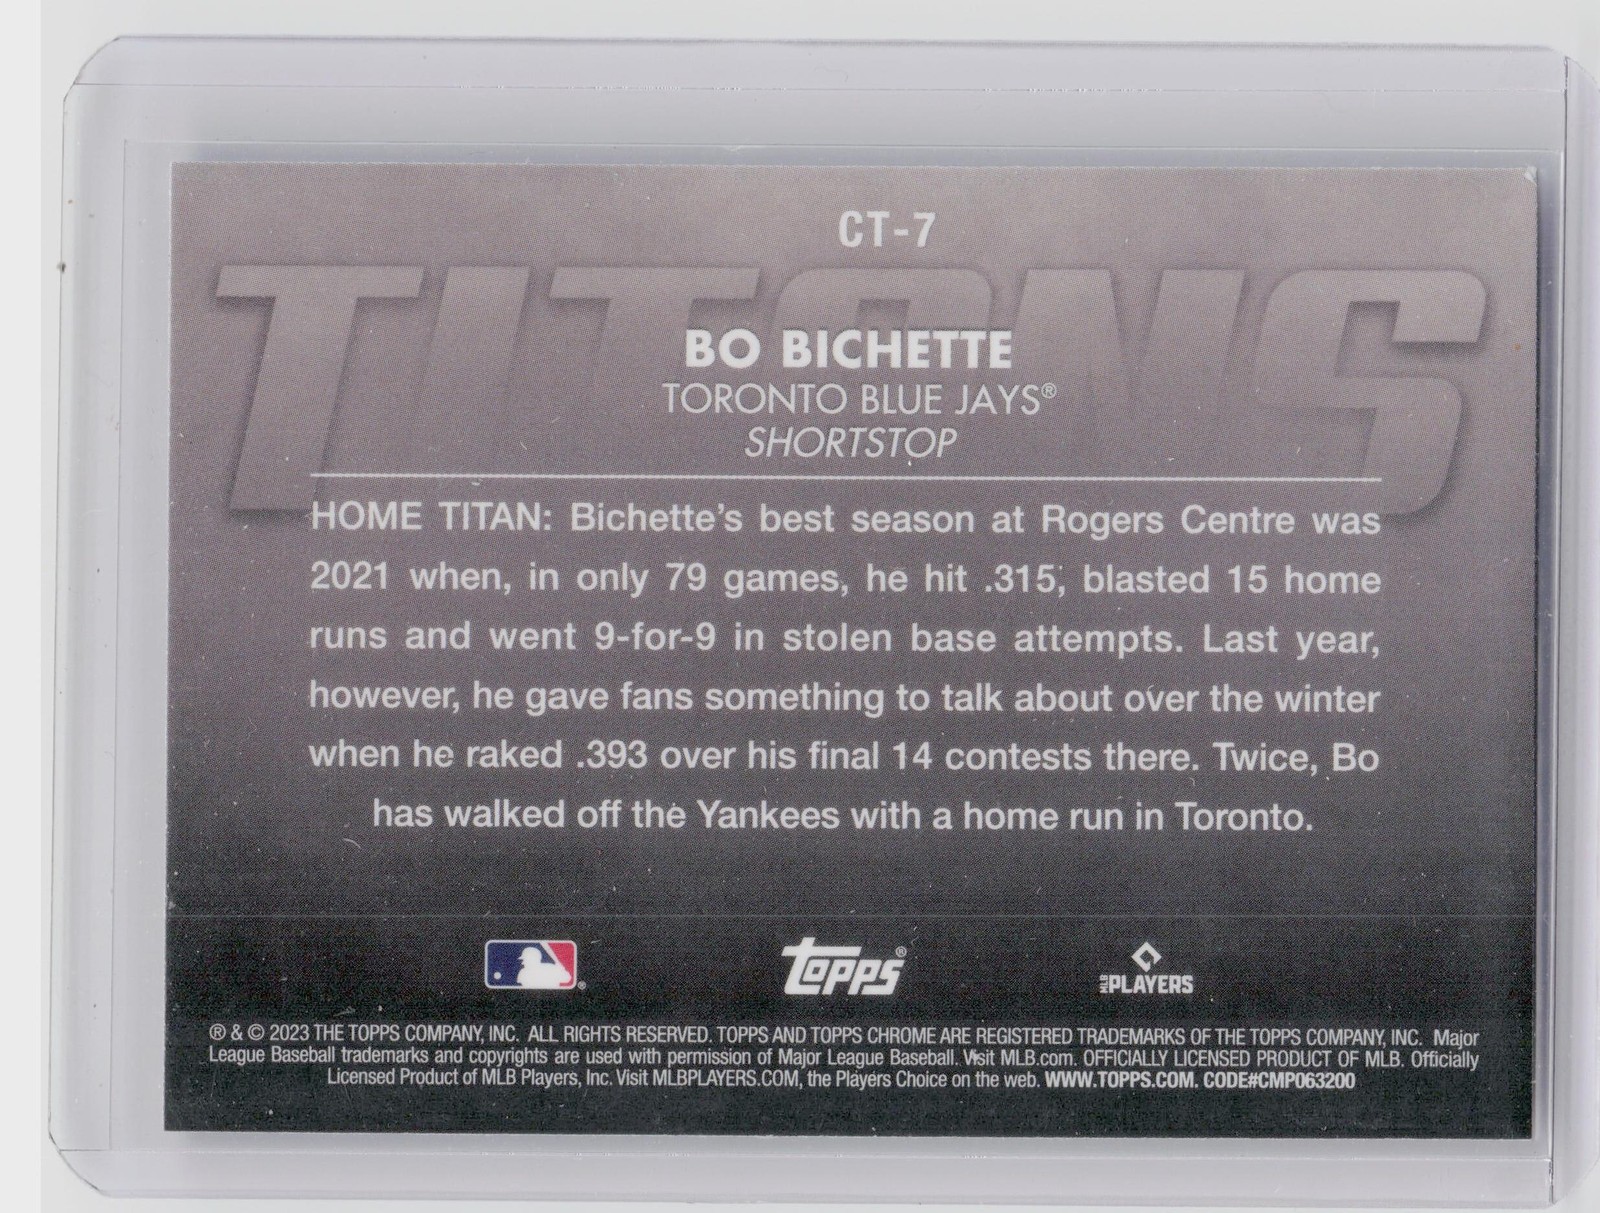 CT-7
TITANS
BO BICHETTE
TORONTO BLUE JAYS®
SHORTSTOP
HOME TITAN: Bichette's best season at Rogers Centre was
2021 when, in only 79 games, he hit .315, blasted 15 home
runs and went 9-for-9 in stolen base attempts. Last year,
however, he gave fans something to talk about over the winter
when he raked .393 over his final 14 contests there. Twice, Bo
has walked off the Yankees with a home run in Toronto.
®
topps®
MLB PLAYERS
® & © 2023 THE TOPPS COMPANY, INC. ALL RIGHTS RESERVED. TOPPS AND TOPPS CHROME ARE REGISTERED TRADEMARKS OF THE TOPPS COMPANY, INC. Major
League Baseball trademarks and copyrights are used with permission of Major League Baseball. Visit MLB.com. OFFICIALLY LICENSED PRODUCT OF MLB. Officially
Licensed Product of MLB Players, Inc. Visit MLBPLAYERS.COM, the Players Choice on the web. WWW.TOPPS.COM. CODE#CMP063200